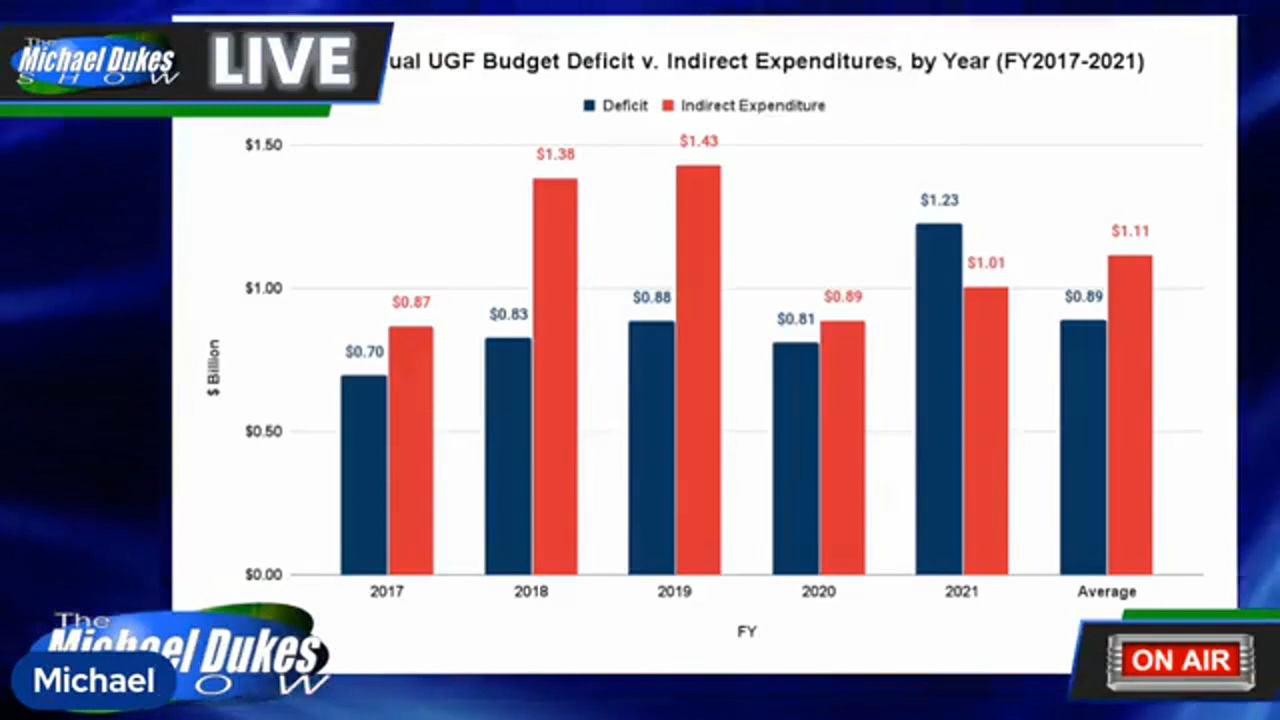 The
Michael Dukes
SHOW
LIVE
ual UGF Budget Deficit v. Indirect Expenditures, by Year (FY2017-2021)
Deficit Indirect Expenditure
$1.50
$1.00
$0.50
$0.00
$ Billion
$0.70 $0.87
$0.83 $1.38
$0.88 $1.43
$0.81 $0.89
$1.23 $1.01
$0.89 $1.11
2017 2018 2019 2020 2021 Average
FY
The
Michael Dukes
OW
Michael
ON AIR